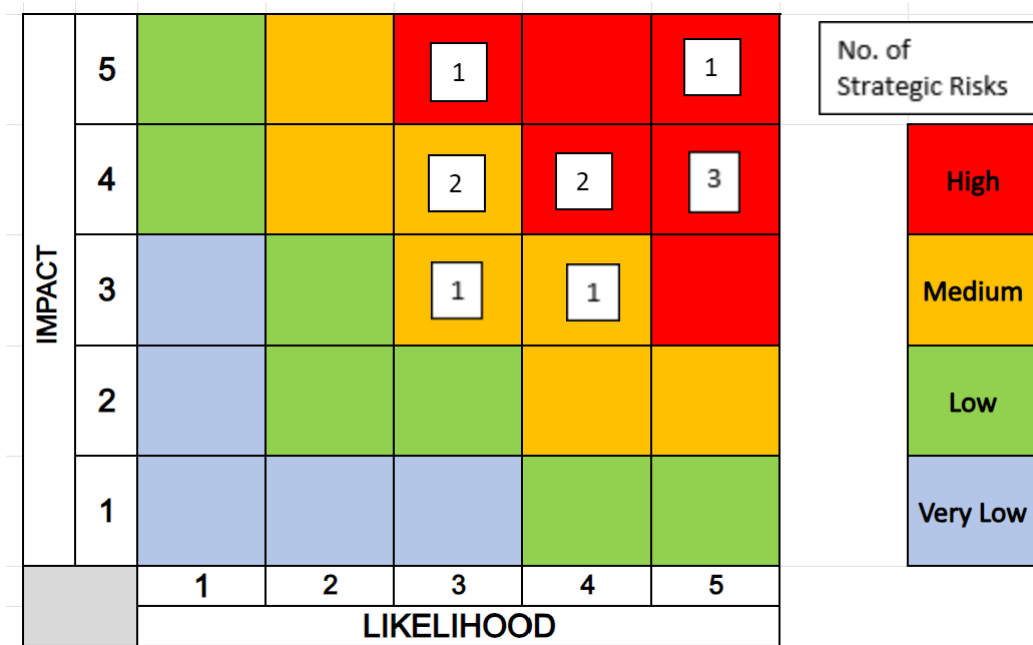 No. of
Strategic Risks
IMPACT
5
1
1
4
2
2
3
High
3
1
1
Medium
2
Low
1
Very Low
1
2
3
4
5
LIKELIHOOD